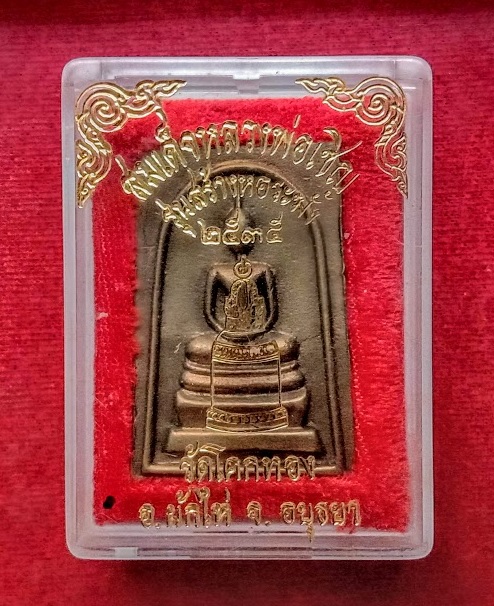 สมเด็จหลวงพ่อเชิญ
รุ่นสร้างหอระฆัง
๒๕๓๕
วัดโคกทอง
อ.ผักไห่ จ. อยุธยา